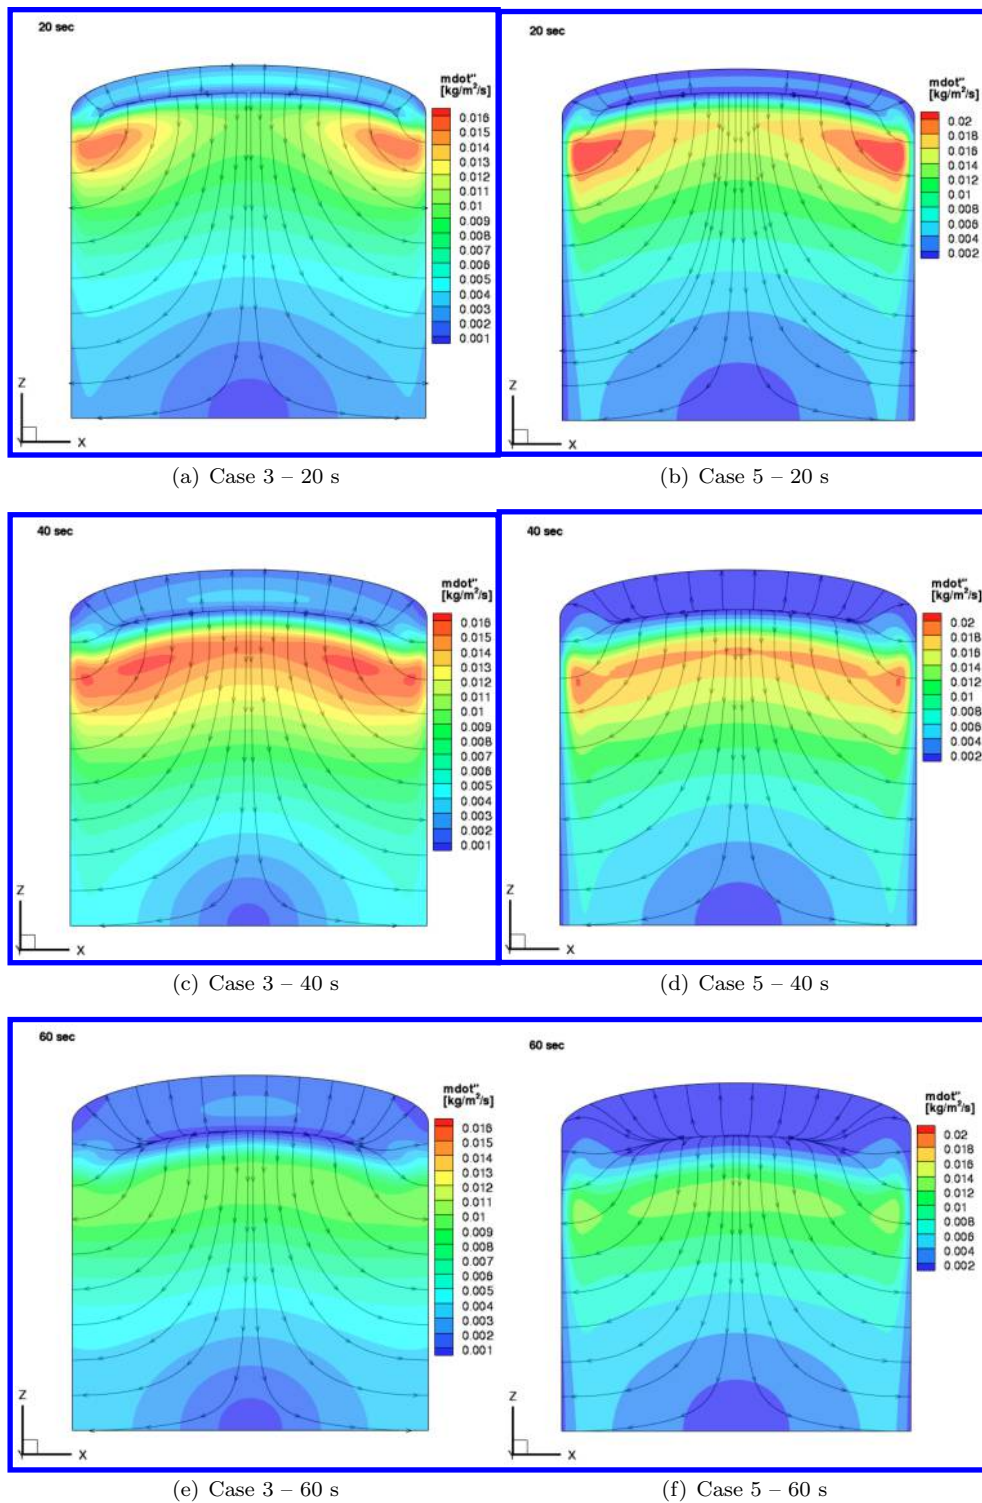 20 sec
mdot"
[kg/m²/s]
0.016
0.015
0.014
0.013
0.012
0.011
0.01
0.009
0.008
0.007
0.006
0.005
0.004
0.003
0.002
0.001
Z
Y
X
(a) Case 3 – 20 s
20 sec
mdot"
[kg/m²/s]
0.02
0.018
0.016
0.014
0.012
0.01
0.008
0.006
0.004
0.002
Z
Y
X
(b) Case 5 – 20 s
40 sec
mdot"
[kg/m²/s]
0.016
0.015
0.014
0.013
0.012
0.011
0.01
0.009
0.008
0.007
0.006
0.005
0.004
0.003
0.002
0.001
Z
Y
X
(c) Case 3 – 40 s
40 sec
mdot"
[kg/m²/s]
0.02
0.018
0.016
0.014
0.012
0.01
0.008
0.006
0.004
0.002
Z
Y
X
(d) Case 5 – 40 s
60 sec
mdot"
[kg/m²/s]
0.016
0.015
0.014
0.013
0.012
0.011
0.01
0.009
0.008
0.007
0.006
0.005
0.004
0.003
0.002
0.001
Z
Y
X
(e) Case 3 – 60 s
60 sec
mdot"
[kg/m²/s]
0.02
0.018
0.016
0.014
0.012
0.01
0.008
0.006
0.004
0.002
Z
Y
X
(f) Case 5 – 60 s